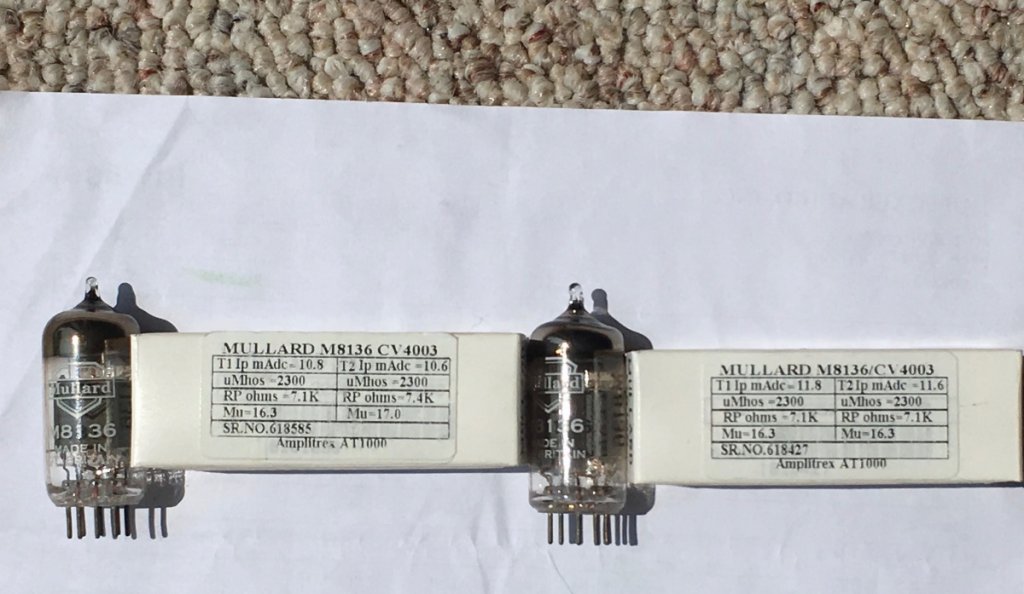 MULLARD M8136 CV4003
T1 Ip mAdc=10.8 T2 Ip mAdc=10.6
uMhos=2300 uMhos=2300
RP ohms=7.1K RP ohms=7.4K
Mu=16.3 Mu=17.0
SR.NO.618585
Amplitrex AT1000
Mullard
M8136
MADE IN
MULLARD M8136/CV4003
T1 Ip mAdc=11.8 T2 Ip mAdc=11.6
uMhos=2300 uMhos=2300
RP ohms=7.1K RP ohms=7.1K
Mu=16.3 Mu=16.3
SR.NO.618427
Amplitrex AT1000
ullard
8136
DE IN
RITAIN